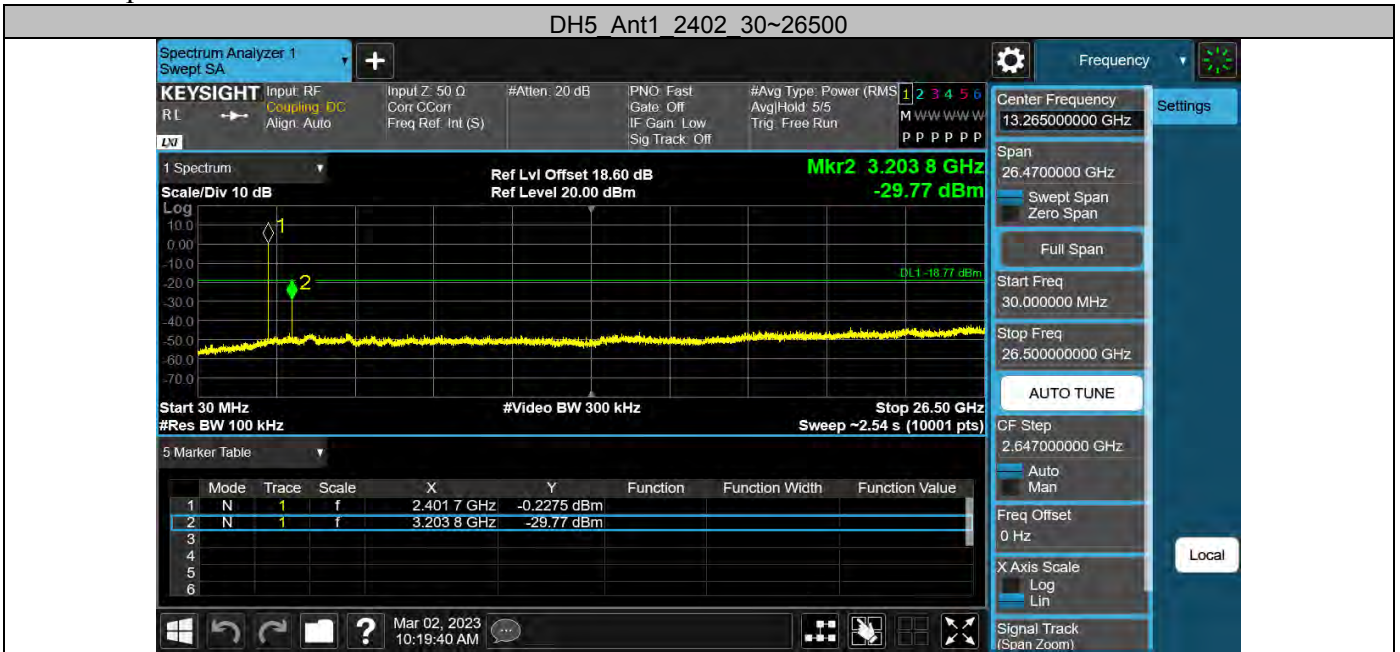 DH5_Ant1_2402_30~26500
Spectrum Analyzer 1
Swept SA
+
Frequency
KEYSIGHT
RL
LXI
Input: RF
Coupling: DC
Align: Auto
Input Z: 50 Ω
Corr CCorr
Freq Ref: Int (S)
#Atten: 20 dB
PNO: Fast
Gate: Off
IF Gain: Low
Sig Track: Off
#Avg Type: Power (RMS
Avg|Hold: 5/5
Trig: Free Run
1 2 3 4 5 6
M W W W W W
P P P P P P
1 Spectrum
Scale/Div 10 dB
Log
Ref Lvl Offset 18.60 dB
Ref Level 20.00 dBm
Mkr2 3.203 8 GHz
-29.77 dBm
10.0
0.00
-10.0
-20.0
-30.0
-40.0
-50.0
-60.0
-70.0
1
2
DL1 -18.77 dBm
Start 30 MHz
#Res BW 100 kHz
#Video BW 300 kHz
Stop 26.50 GHz
Sweep ~2.54 s (10001 pts)
5 Marker Table
Mode Trace Scale X Y Function Function Width Function Value
1 N 1 f 2.401 7 GHz -0.2275 dBm
2 N 1 f 3.203 8 GHz -29.77 dBm
3
4
5
6
?
Mar 02, 2023
10:19:40 AM
Center Frequency
13.265000000 GHz
Settings
Span
26.4700000 GHz
Swept Span
Zero Span
Full Span
Start Freq
30.000000 MHz
Stop Freq
26.500000000 GHz
AUTO TUNE
CF Step
2.647000000 GHz
Auto
Man
Freq Offset
0 Hz
X Axis Scale
Log
Lin
Local
Signal Track
(Span Zoom)